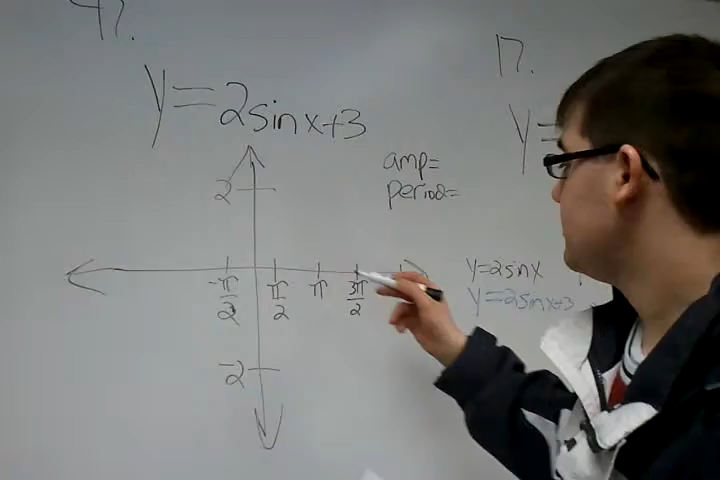 47.
17.
y=2sinx+3
y=
amp=
period=
2
-π/2
π/2
π
3π/2
-2
y=2sinx
y=2sinx+3